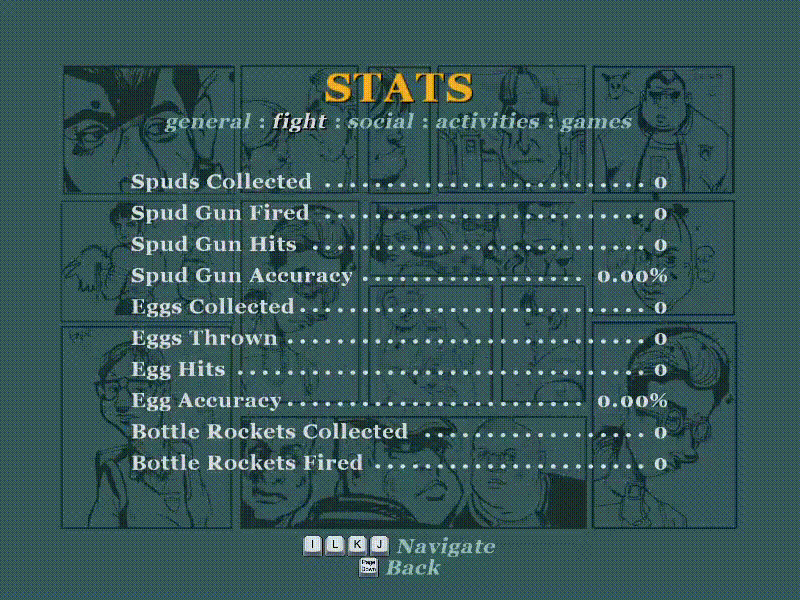 STATS
general : fight : social : activities : games
Spuds Collected ........................ 0
Spud Gun Fired ........................ 0
Spud Gun Hits ......................... 0
Spud Gun Accuracy .................. 0.00%
Eggs Collected .......................... 0
Eggs Thrown ........................... 0
Egg Hits ............................... 0
Egg Accuracy ........................ 0.00%
Bottle Rockets Collected ................ 0
Bottle Rockets Fired .................... 0
I L K J Navigate
Page Down Back